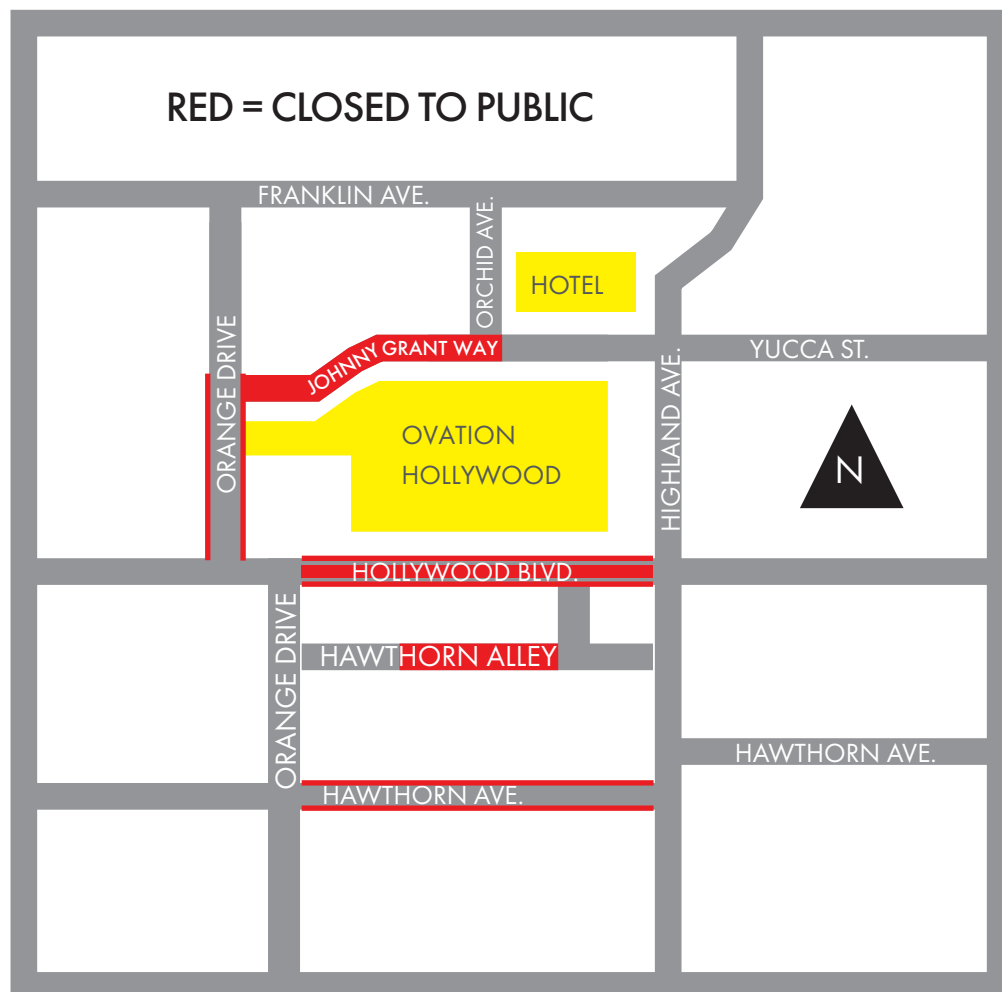 RED = CLOSED TO PUBLIC
FRANKLIN AVE.
ORCHID AVE.
HOTEL
JOHNNY GRANT WAY
YUCCA ST.
ORANGE DRIVE
OVATION
HOLLYWOOD
HIGHLAND AVE.
N
HOLLYWOOD BLVD.
ORANGE DRIVE
HAWTHORN ALLEY
HAWTHORN AVE.
HAWTHORN AVE.